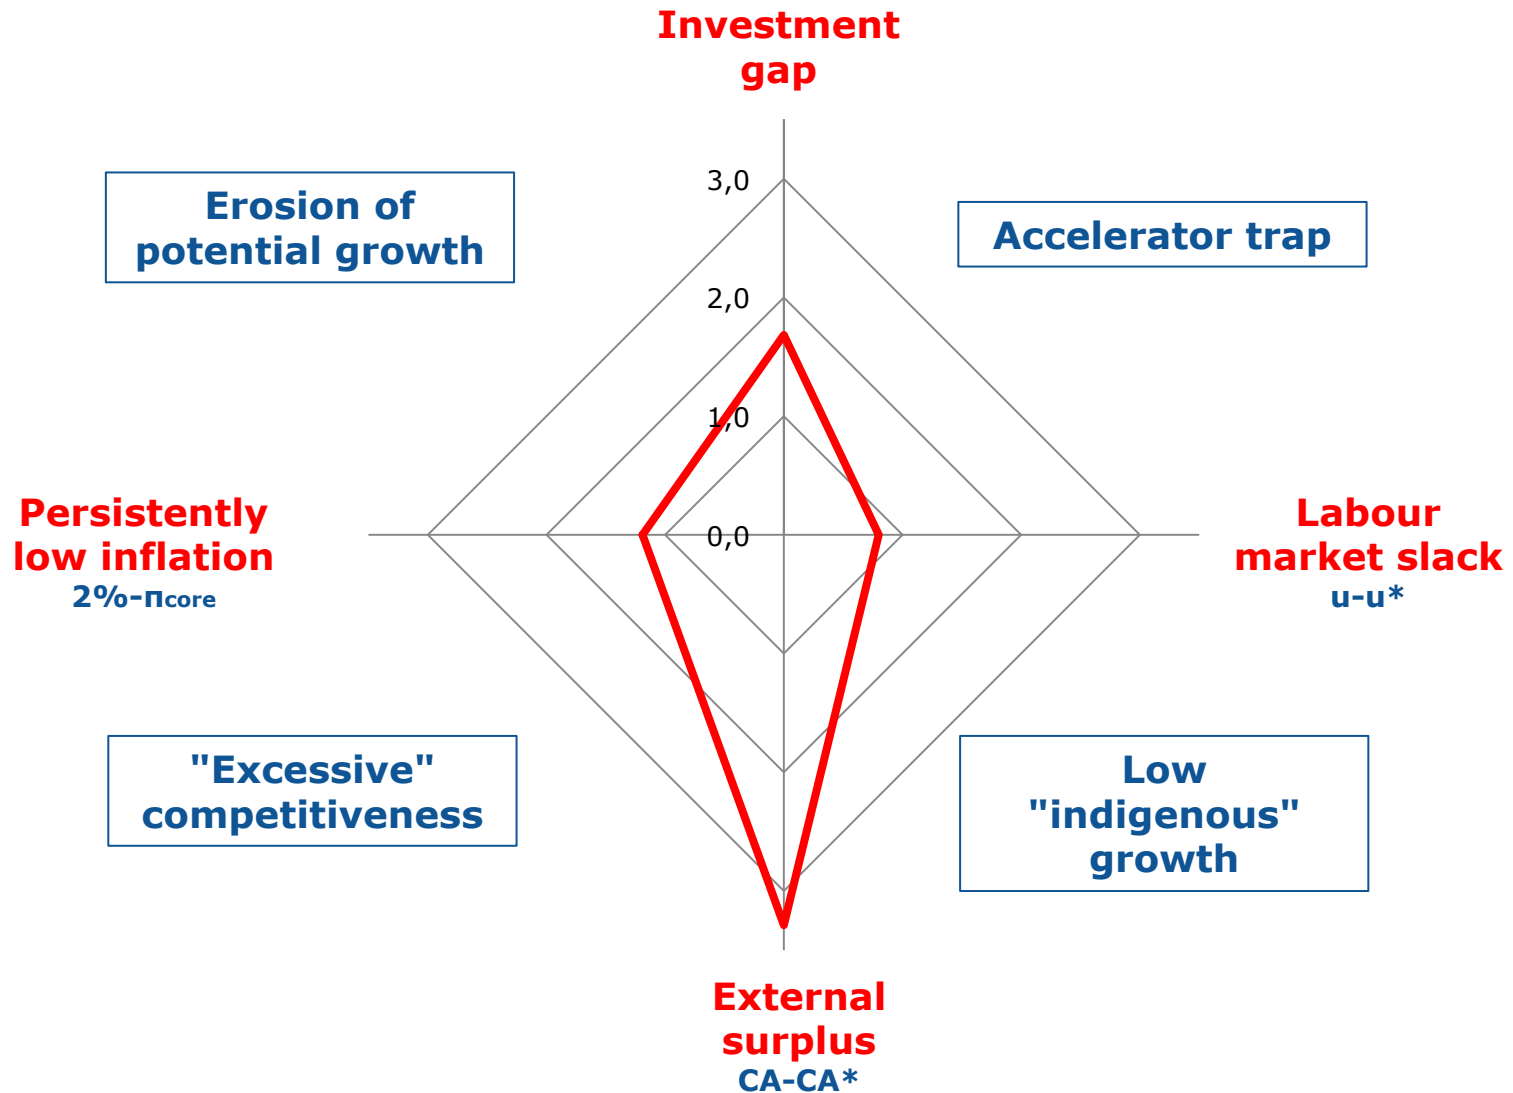 Investment
gap
3,0
2,0
1,0
0,0
Erosion of
potential growth
Accelerator trap
Persistently
low inflation
2%-πcore
Labour
market slack
u-u*
"Excessive"
competitiveness
Low
"indigenous"
growth
External
surplus
CA-CA*